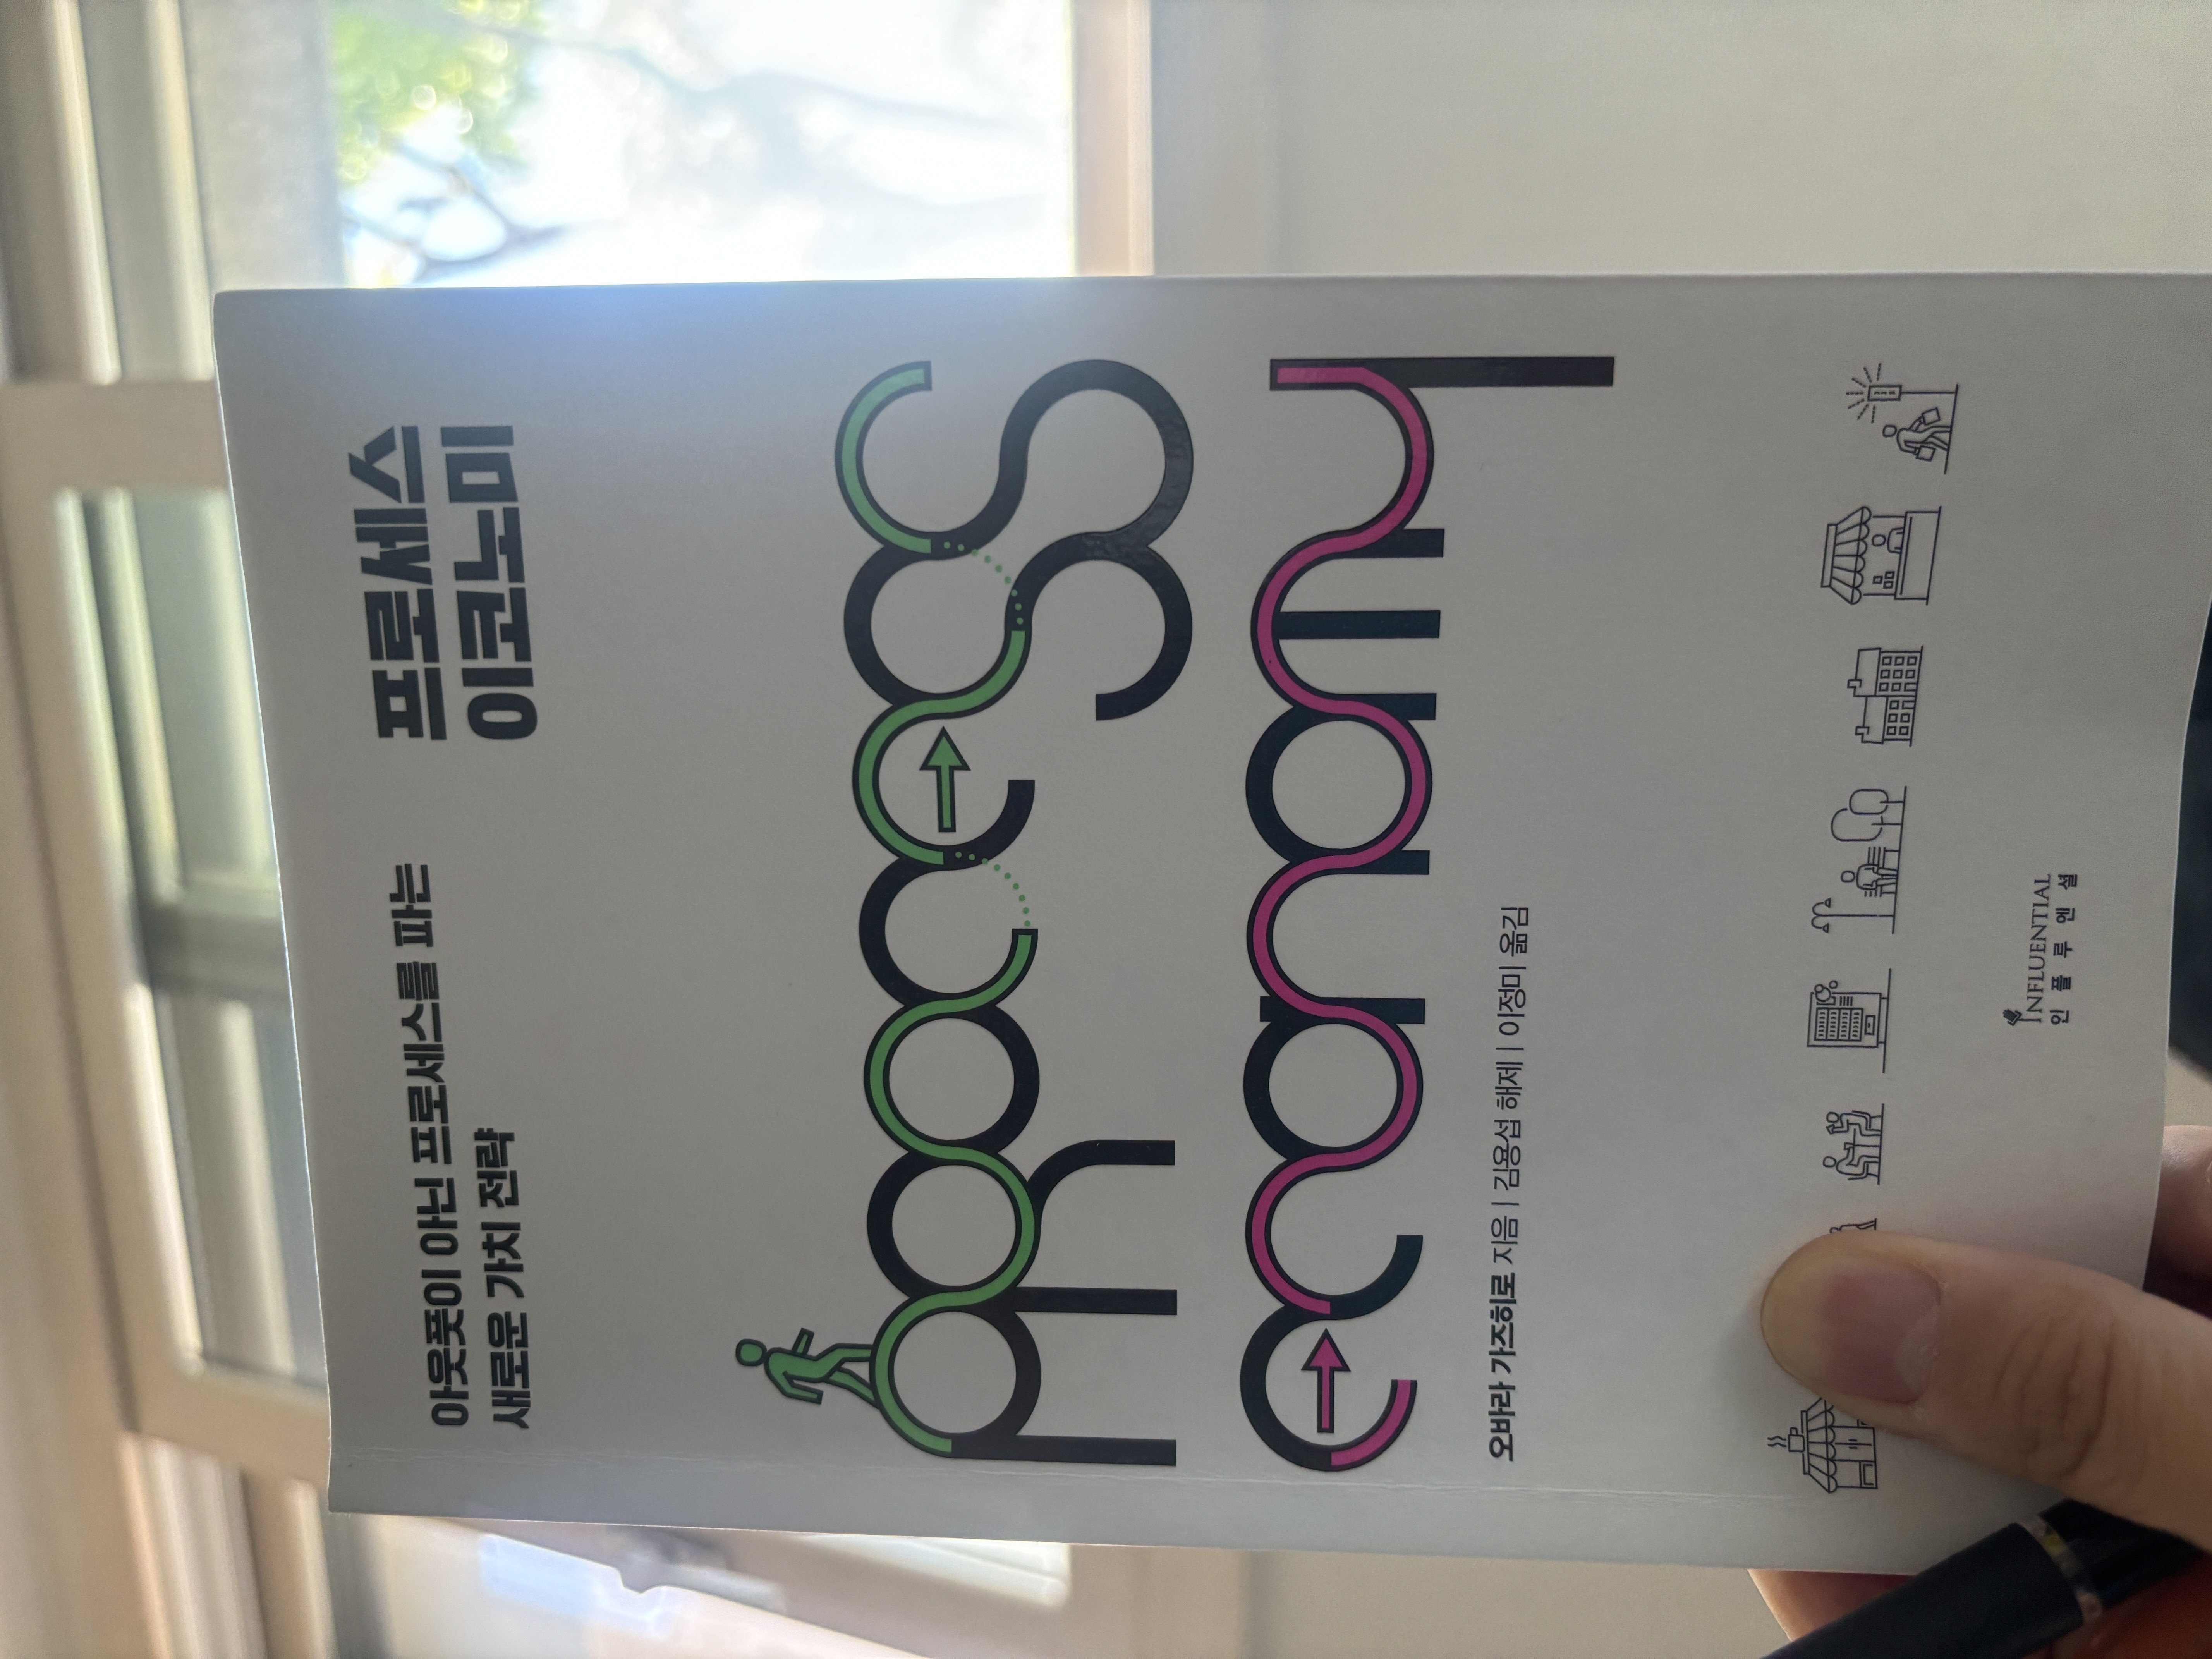 아웃풋이 아닌 프로세스를 파는
새로운 가치 전략
프로세스
이코노미
process
economy
오바라 가즈히로 지음 | 김용섭 해제 | 이정미 옮김
INFLUENTIAL
인플루엔셜